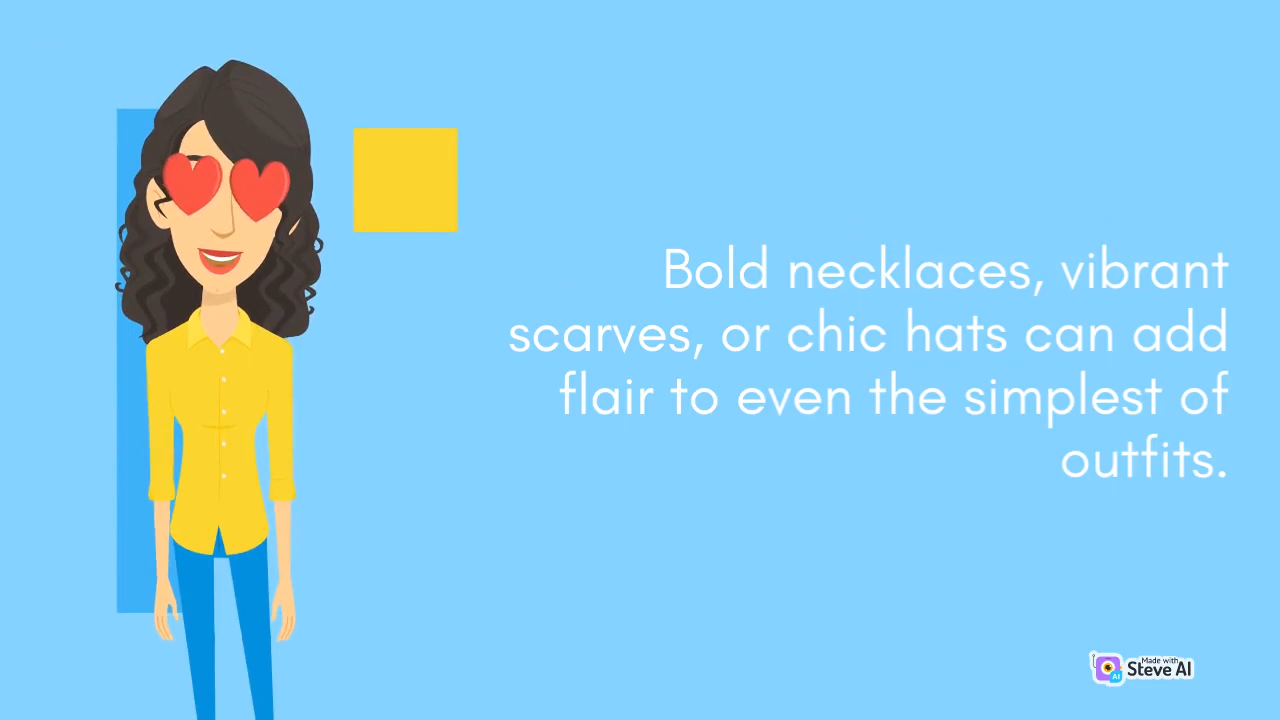 Bold necklaces, vibrant
scarves, or chic hats can add
flair to even the simplest of
outfits.
Made with
Steve AI
AI